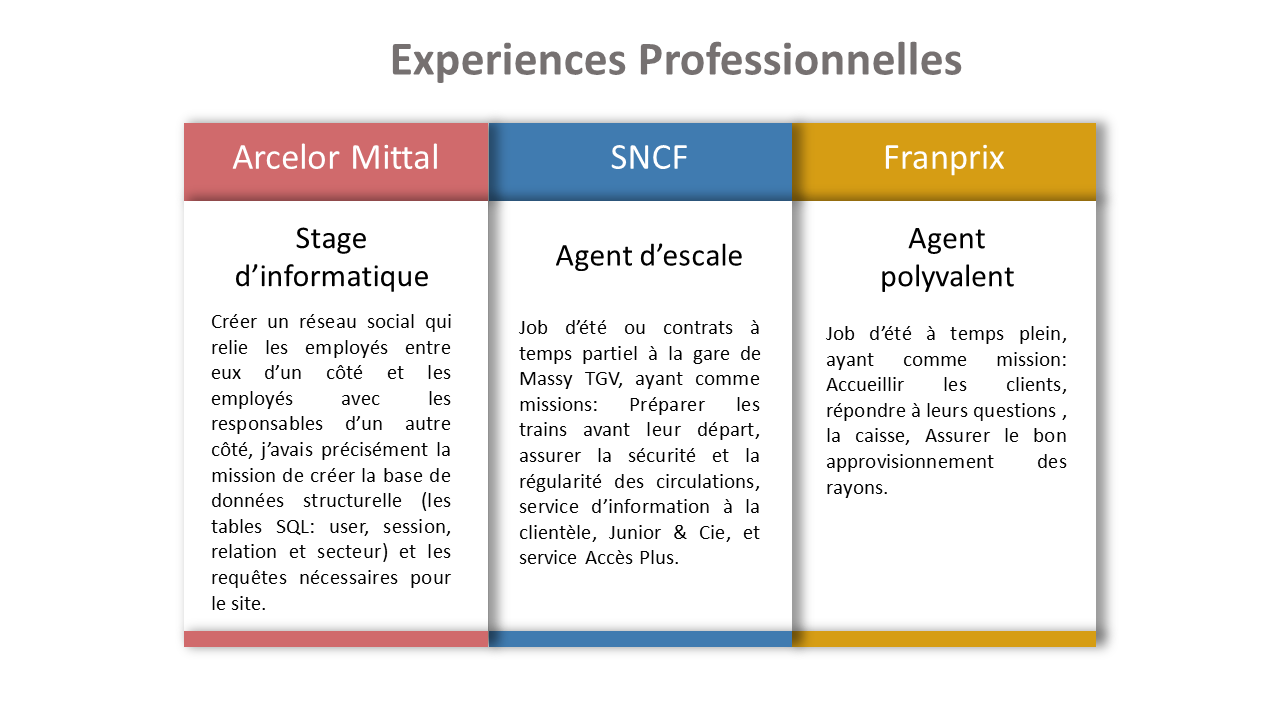 Experiences Professionnelles
Arcelor Mittal
Stage
d’informatique
Créer un réseau social qui
relie les employés entre
eux d’un côté et les
employés avec les
responsables d’un autre
côté, j’avais précisément la
mission de créer la base de
données structurelle (les
tables SQL: user, session,
relation et secteur) et les
requêtes nécessaires pour
le site.
SNCF
Agent d’escale
Job d’été ou contrats à
temps partiel à la gare de
Massy TGV, ayant comme
missions: Préparer les
trains avant leur départ,
assurer la sécurité et la
régularité des circulations,
service d’information à la
clientèle, Junior & Cie, et
service Accès Plus.
Franprix
Agent
polyvalent
Job d’été à temps plein,
ayant comme mission:
Accueillir les clients,
répondre à leurs questions ,
la caisse, Assurer le bon
approvisionnement des
rayons.